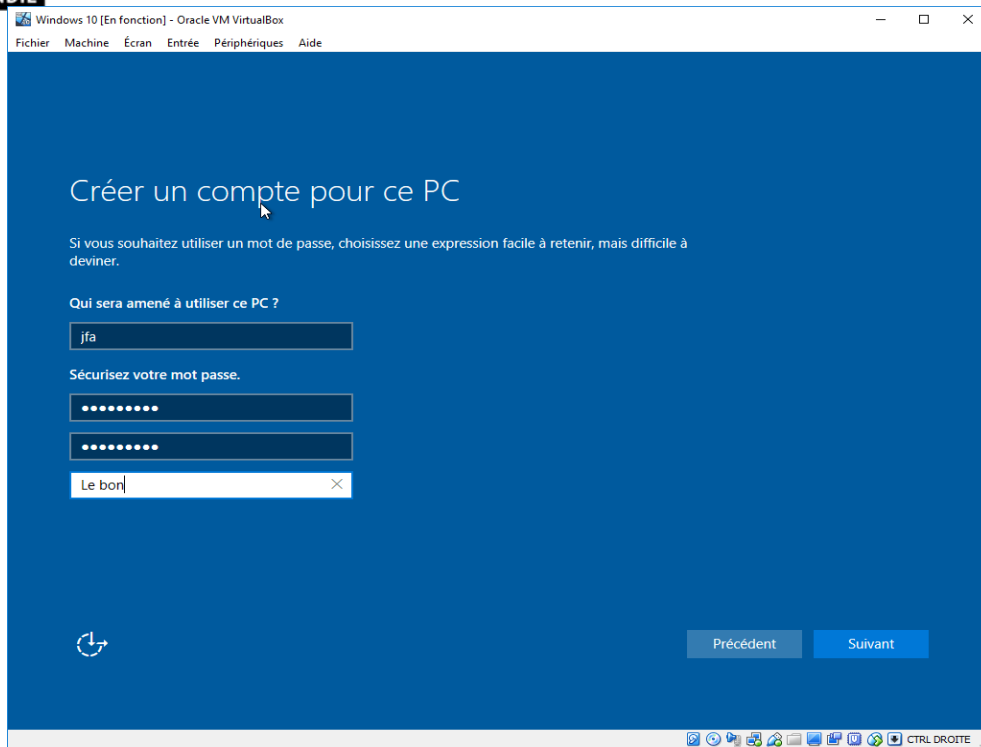 Windows 10 [En fonction] - Oracle VM VirtualBox
Fichier Machine Écran Entrée Périphériques Aide
Créer un compte pour ce PC
Si vous souhaitez utiliser un mot de passe, choisissez une expression facile à retenir, mais difficile à
deviner.
Qui sera amené à utiliser ce PC ?
jfa
Sécurisez votre mot passe.
•••••••••
•••••••••
Le bon
Précédent Suivant
CTRL DROITE